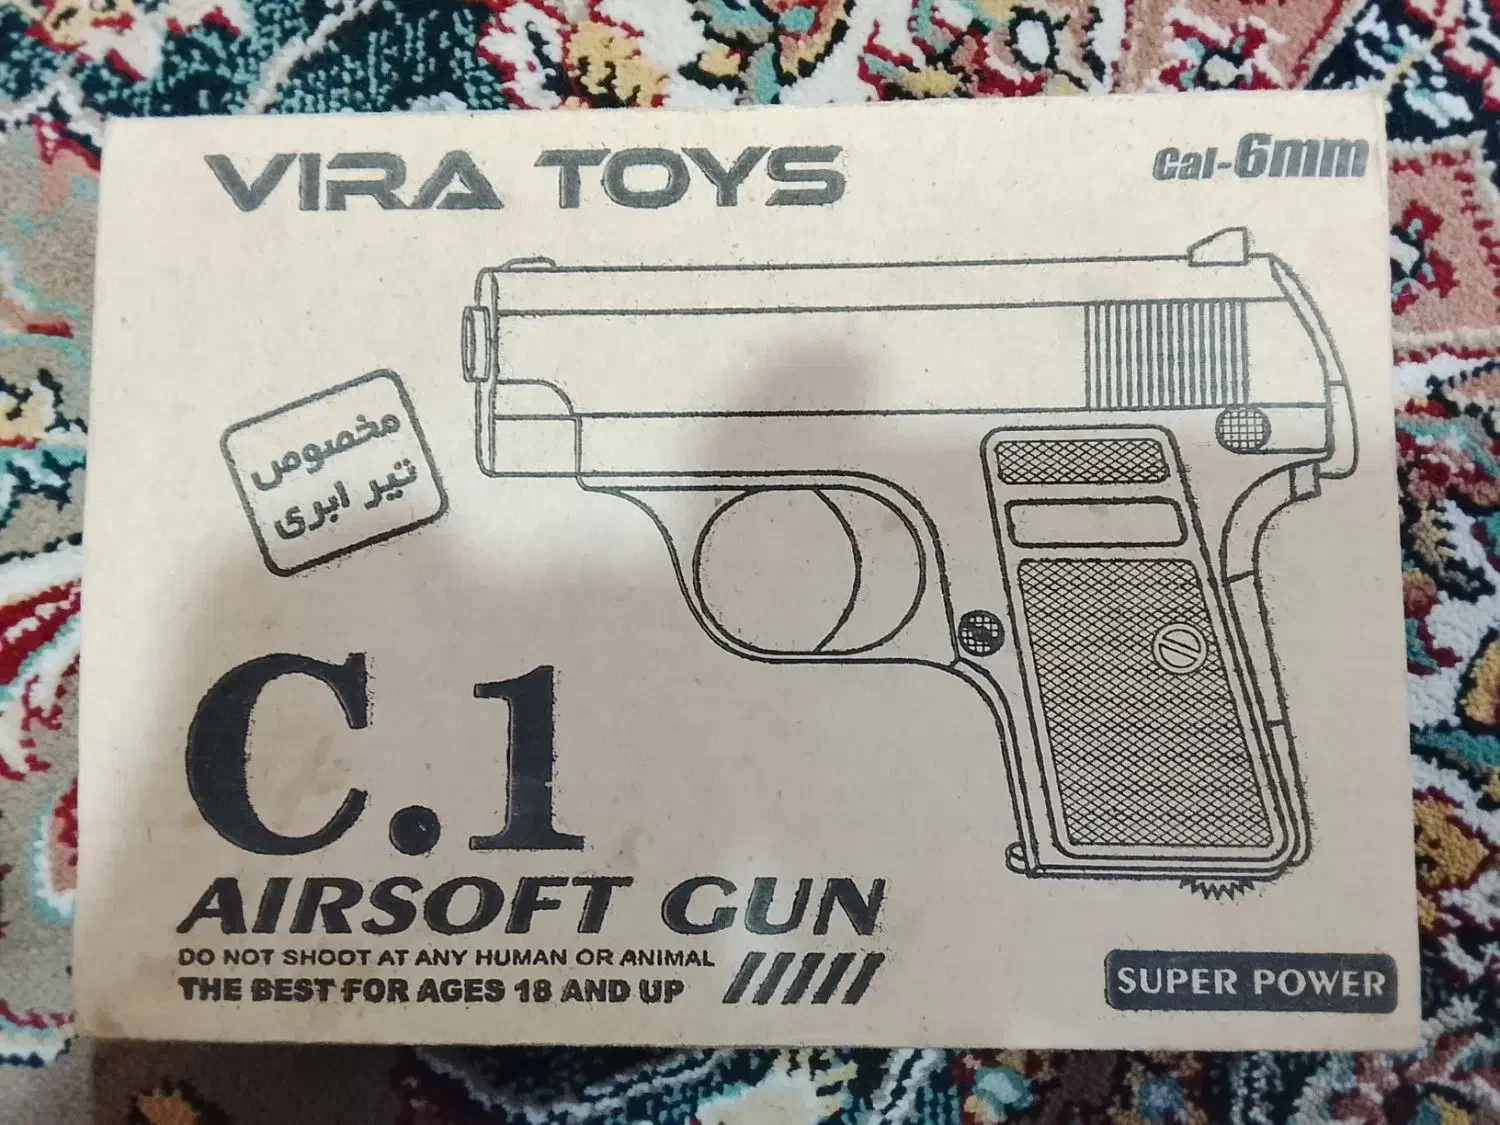 VIRA TOYS
Cal-6mm
مخصوص
تیر ابری
C.1
AIRSOFT GUN
DO NOT SHOOT AT ANY HUMAN OR ANIMAL
THE BEST FOR AGES 18 AND UP
SUPER POWER